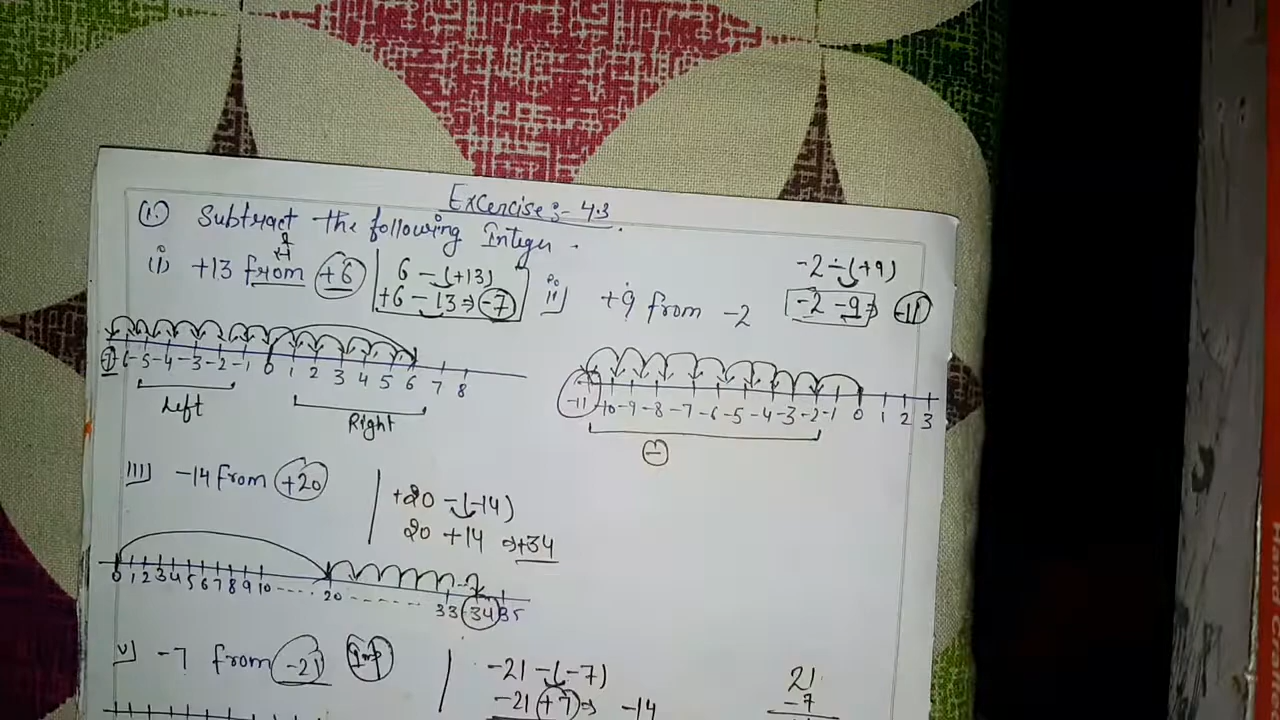 Excercise :- 4.3
(1.) Subtract the following Integer.
(i) +13 from +6
6 - (+13)
+6 - 13 ⇒ -7
ii) +9 from -2
-2 - (+9)
-2 - 9 ⇒ -11
-7 -6 -5 -4 -3 -2 -1 0 1 2 3 4 5 6 7 8
Left
Right
-11 -10 -9 -8 -7 -6 -5 -4 -3 -2 -1 0 1 2 3
-
III) -14 from +20
+20 - (-14)
20 + 14 ⇒ +34
0 1 2 3 4 5 6 7 8 9 10 ..... 20 -------- 33 34 35
v) -7 from -21 Imp
-21 - (-7)
-21 + 7 ⇒ -14
21
-7